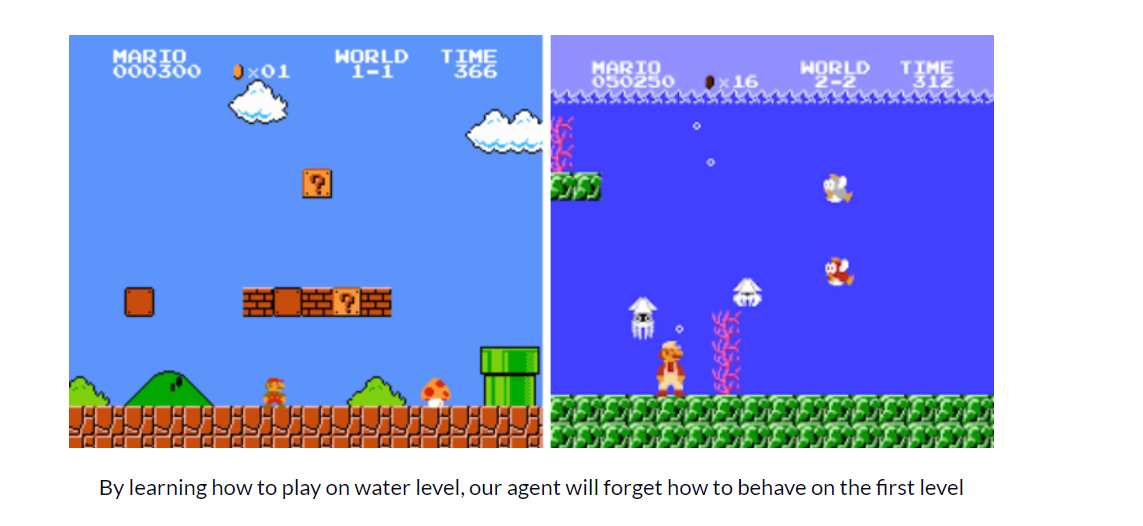 MARIO WORLD TIME
000300 ×01 1-1 366
?
?
MARIO WORLD TIME
050250 ×16 2-2 312
By learning how to play on water level, our agent will forget how to behave on the first level